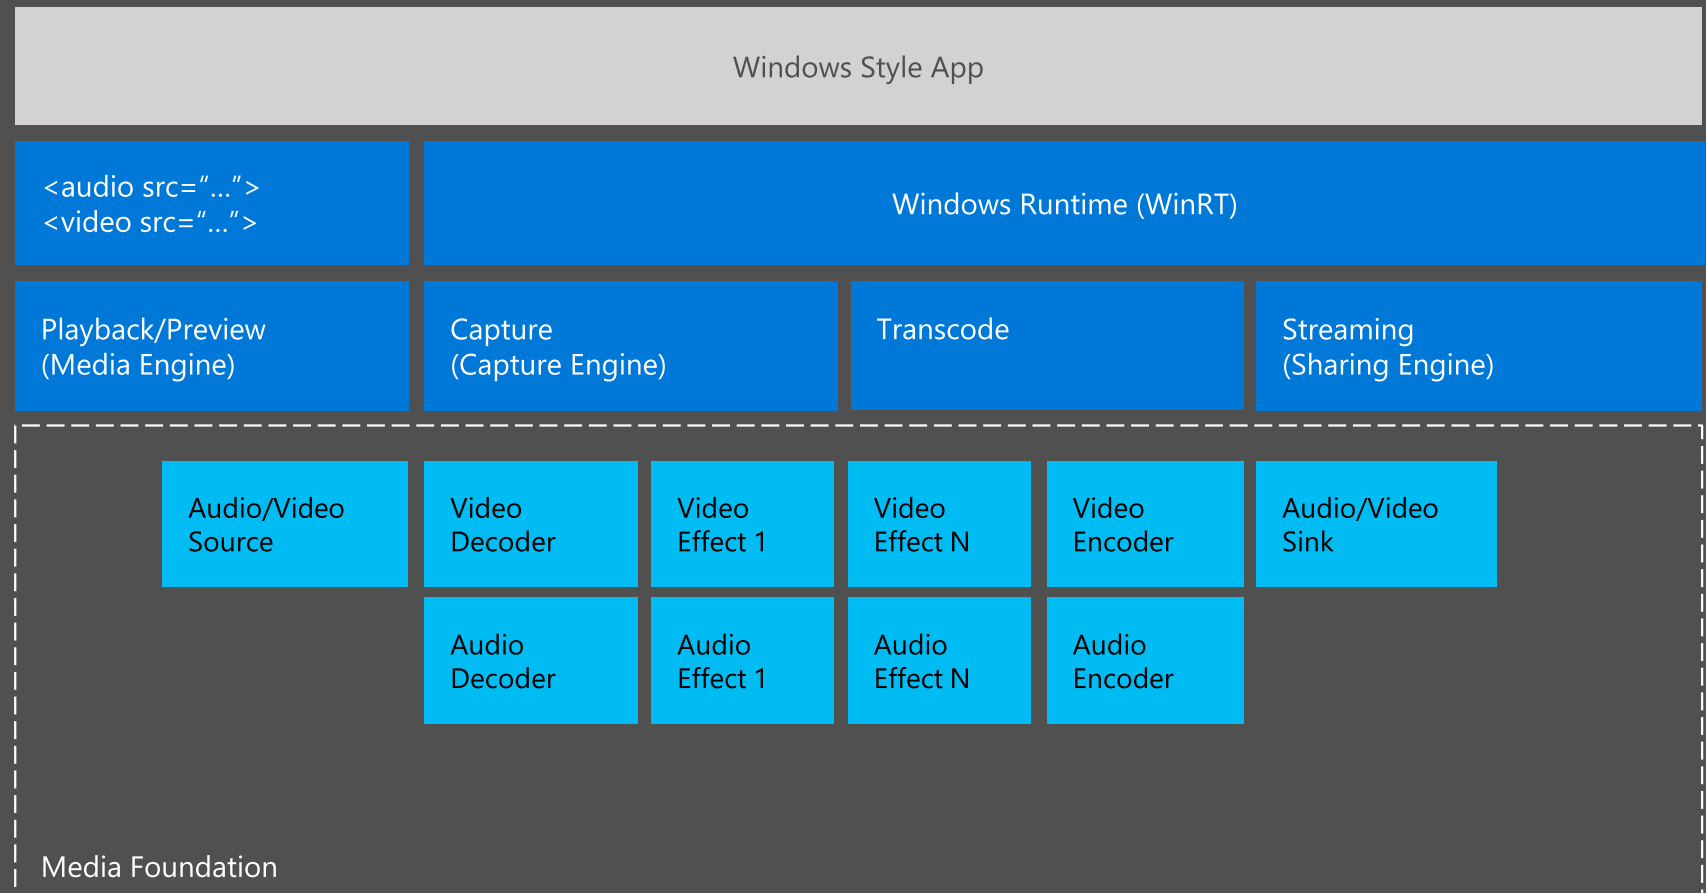 Windows Style App
<audio src=“...”>
<video src=“...”>
Windows Runtime (WinRT)
Playback/Preview
(Media Engine)
Capture
(Capture Engine)
Transcode
Streaming
(Sharing Engine)
Audio/Video
Source
Video
Decoder
Video
Effect 1
Video
Effect N
Video
Encoder
Audio/Video
Sink
Audio
Decoder
Audio
Effect 1
Audio
Effect N
Audio
Encoder
Media Foundation